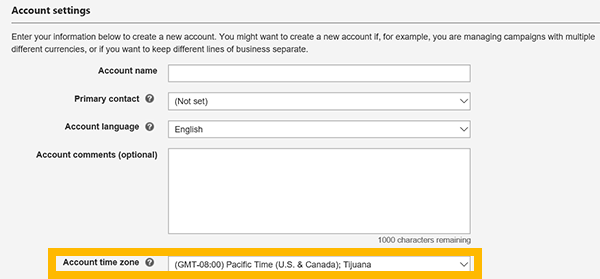 Account settings
Enter your information below to create a new account. You might want to create a new account if, for example, you are managing campaigns with multiple
different currencies, or if you want to keep different lines of business separate.
Account name
Primary contact ? (Not set)
Account language ? English
Account comments (optional)
1000 characters remaining
Account time zone ? (GMT-08:00) Pacific Time (U.S. & Canada); Tijuana